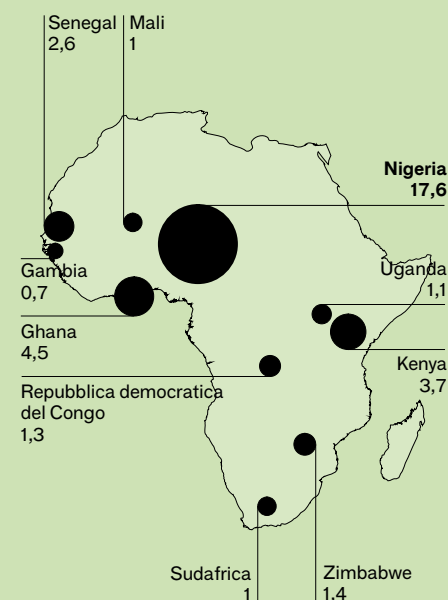 Senegal
2,6
Mali
1
Nigeria
17,6
Gambia
0,7
Uganda
1,1
Ghana
4,5
Kenya
3,7
Repubblica democratica
del Congo
1,3
Sudafrica
1
Zimbabwe
1,4